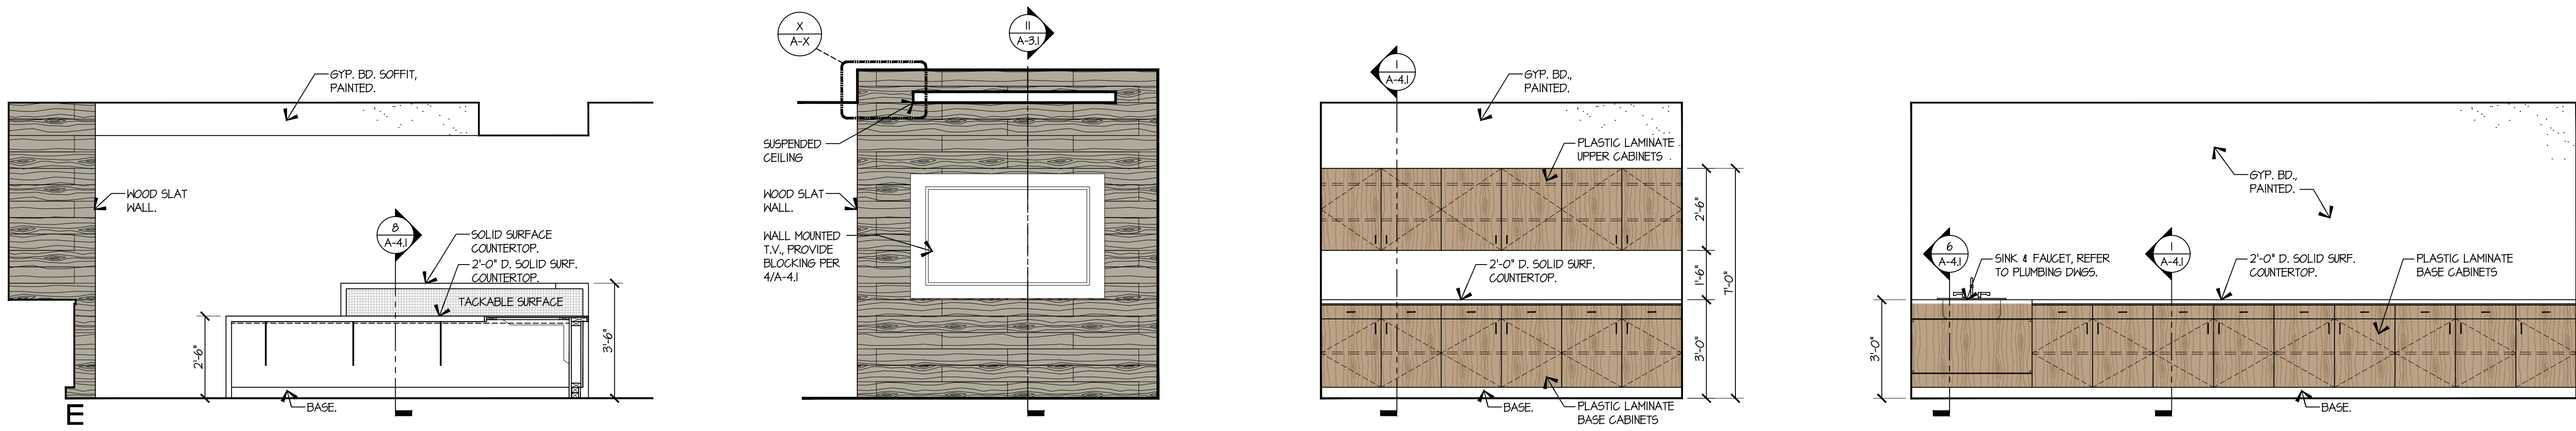 GYP. BD. SOFFIT,
PAINTED.
WOOD SLAT
WALL.
8
A-4.1
SOLID SURFACE
COUNTERTOP.
2'-0" D. SOLID SURF.
COUNTERTOP.
TACKABLE SURFACE
2'-6"
3'-6"
BASE.
E
X
A-X
11
A-3.1
SUSPENDED
CEILING
WOOD SLAT
WALL.
WALL MOUNTED
T.V., PROVIDE
BLOCKING PER
4/A-4.1
1
A-4.1
GYP. BD.,
PAINTED.
PLASTIC LAMINATE
UPPER CABINETS .
2'-0" D. SOLID SURF.
COUNTERTOP.
2'-6"
1'-6"
3'-0"
7'-0"
BASE.
PLASTIC LAMINATE
BASE CABINETS
GYP. BD.,
PAINTED.
6
A-4.1
SINK & FAUCET, REFER
TO PLUMBING DWGS.
1
A-4.1
2'-0" D. SOLID SURF.
COUNTERTOP.
PLASTIC LAMINATE
BASE CABINETS
3'-0"
BASE.